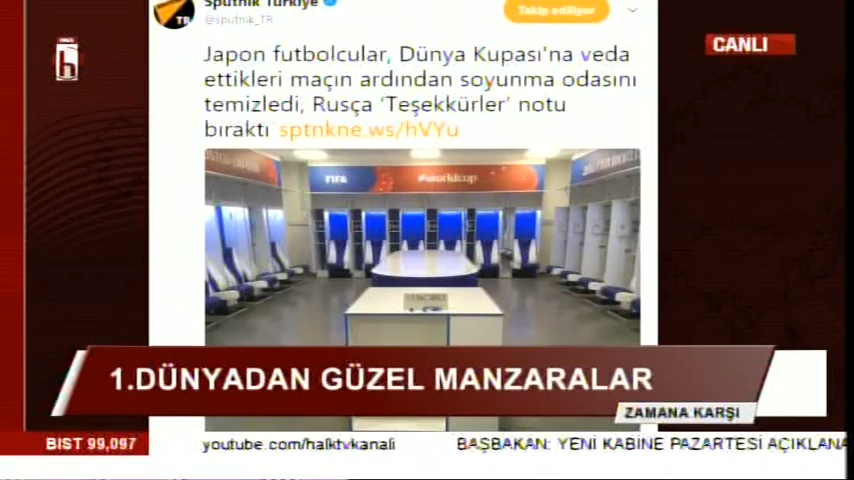 Sputnik Türkiye
@sputnik_TR
Takip ediliyor
TR
HALK
h
CANLI
Japon futbolcular, Dünya Kupası'na veda
ettikleri maçın ardından soyunma odasını
temizledi, Rusça ‘Teşekkürler’ notu
bıraktı sptnkne.ws/hVYu
FIFA
#worldcup
1.DÜNYADAN GÜZEL MANZARALAR
ZAMANA KARŞI
BIST 99,097
youtube.com/halktvkanali
BAŞBAKAN: YENİ KABİNE PAZARTESİ AÇIKLANA